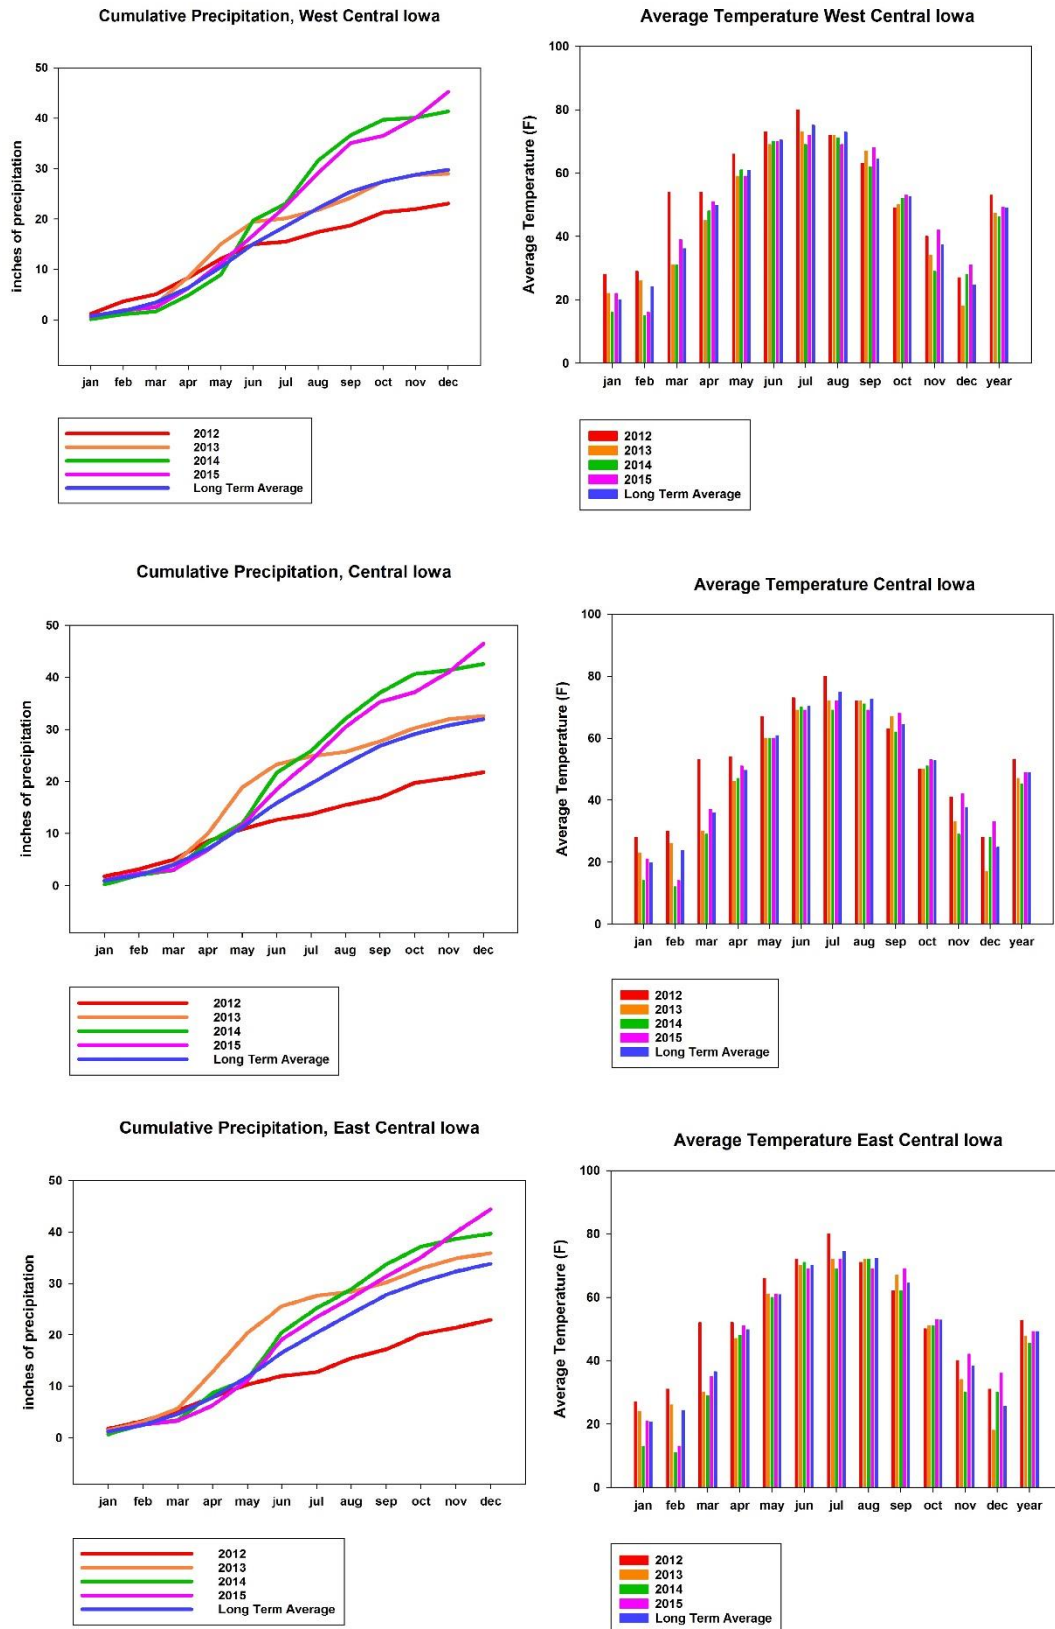 Cumulative Precipitation, West Central Iowa
inches of precipitation
50
40
30
20
10
0
jan feb mar apr may jun jul aug sep oct nov dec
2012
2013
2014
2015
Long Term Average
Average Temperature West Central Iowa
Average Temperature (F)
100
80
60
40
20
0
jan feb mar apr may jun jul aug sep oct nov dec year
2012
2013
2014
2015
Long Term Average
Cumulative Precipitation, Central Iowa
inches of precipitation
50
40
30
20
10
0
jan feb mar apr may jun jul aug sep oct nov dec
2012
2013
2014
2015
Long Term Average
Average Temperature Central Iowa
Average Temperature (F)
100
80
60
40
20
0
jan feb mar apr may jun jul aug sep oct nov dec year
2012
2013
2014
2015
Long Term Average
Cumulative Precipitation, East Central Iowa
inches of precipitation
50
40
30
20
10
0
jan feb mar apr may jun jul aug sep oct nov dec
2012
2013
2014
2015
Long Term Average
Average Temperature East Central Iowa
Average Temperature (F)
100
80
60
40
20
0
jan feb mar apr may jun jul aug sep oct nov dec year
2012
2013
2014
2015
Long Term Average